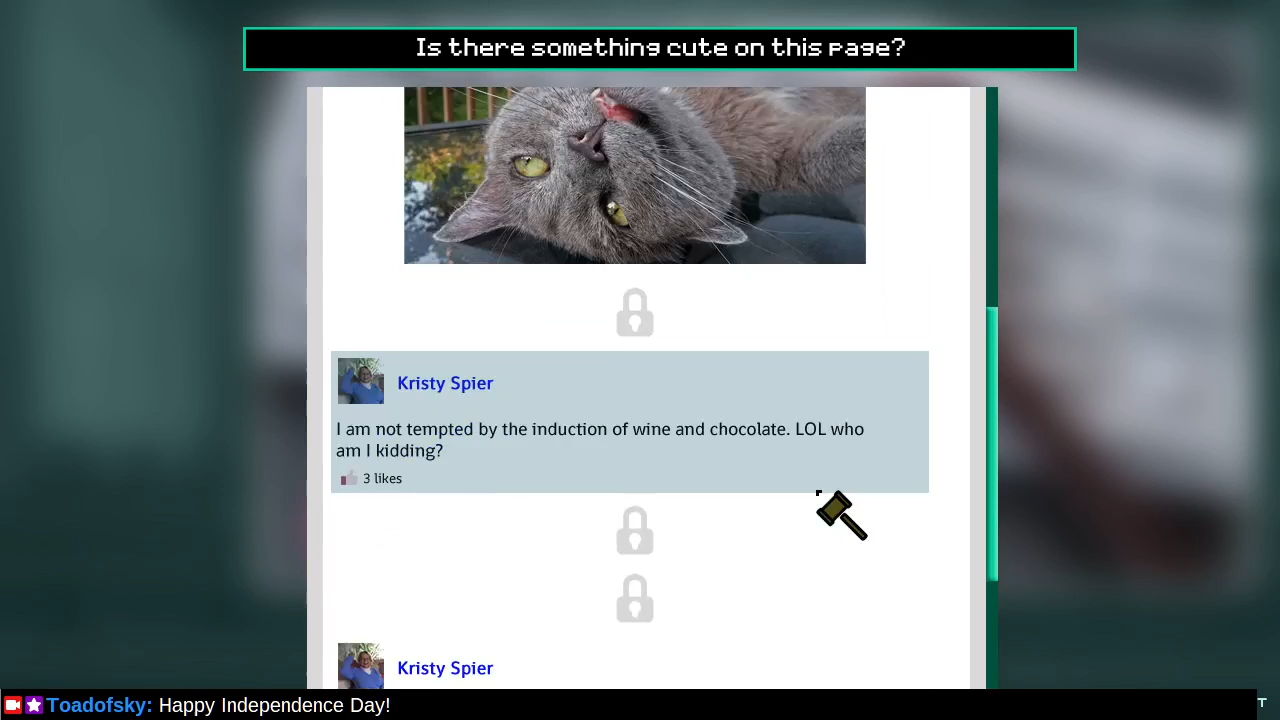 Is there something cute on this page?
Kristy Spier
I am not tempted by the induction of wine and chocolate. LOL who
am I kidding?
3 likes
Kristy Spier
Toadofsky: Happy Independence Day!
T